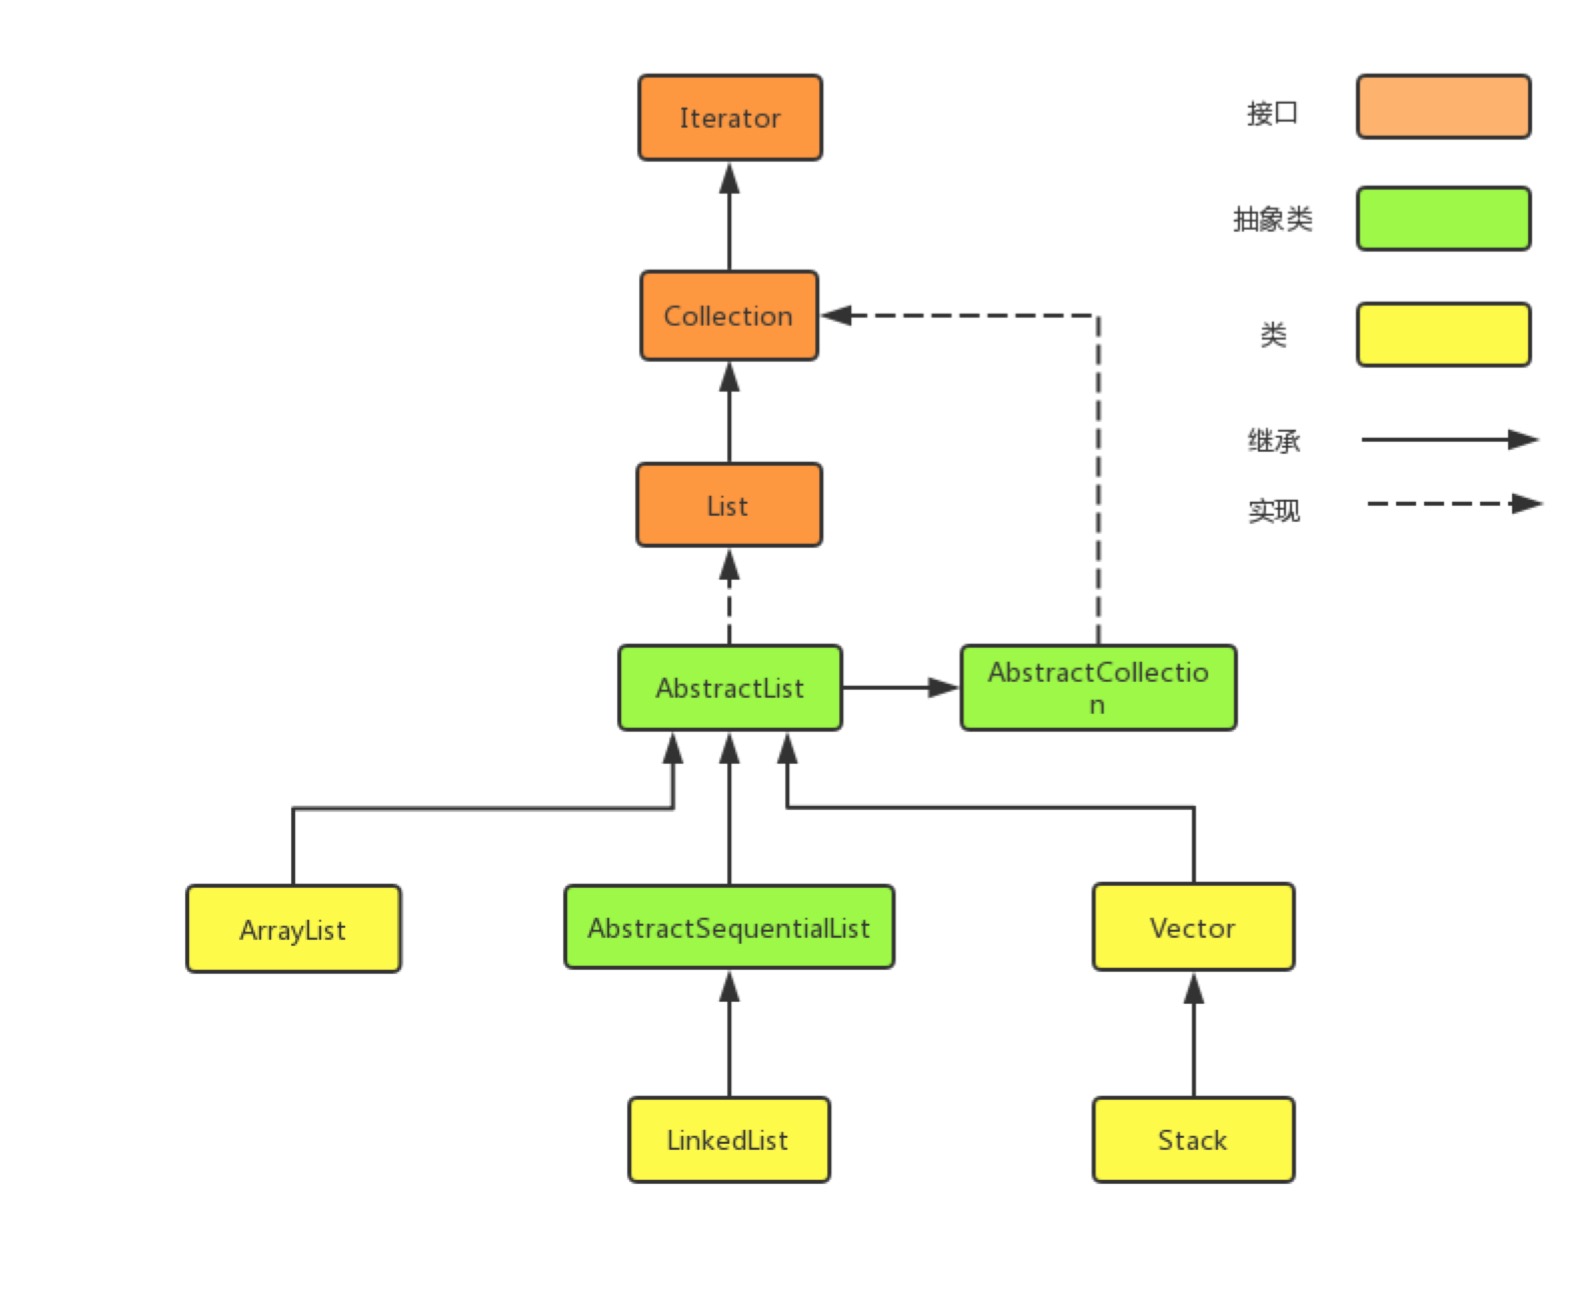 Iterator
接口
抽象类
Collection
类
继承
List
实现
AbstractList
AbstractCollectio
n
ArrayList
AbstractSequentialList
Vector
LinkedList
Stack